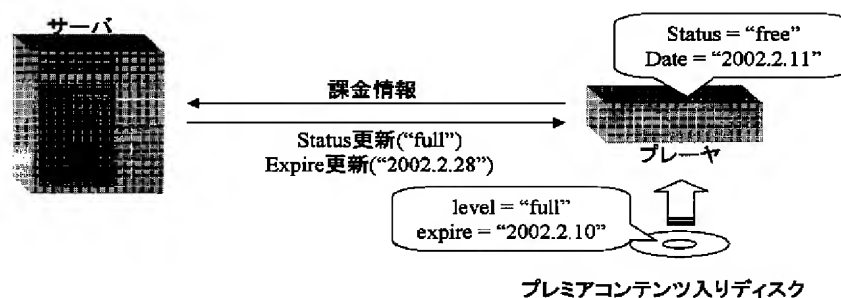 サーバ
Status = “free”
Date = “2002.2.11”
課金情報
Status更新(“full”)
Expire更新(“2002.2.28”)
プレーヤ
level = “full”
expire = “2002.2.10”
プレミアコンテンツ入りディスク